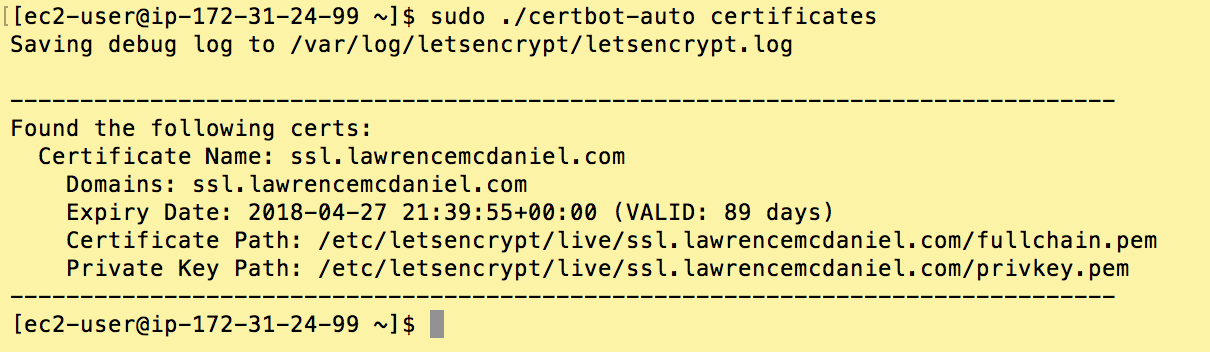 [[ec2-user@ip-172-31-24-99 ~]$ sudo ./certbot-auto certificates
Saving debug log to /var/log/letsencrypt/letsencrypt.log
-------------------------------------------------------------------------------
Found the following certs:
  Certificate Name: ssl.lawrencemcdaniel.com
    Domains: ssl.lawrencemcdaniel.com
    Expiry Date: 2018-04-27 21:39:55+00:00 (VALID: 89 days)
    Certificate Path: /etc/letsencrypt/live/ssl.lawrencemcdaniel.com/fullchain.pem
    Private Key Path: /etc/letsencrypt/live/ssl.lawrencemcdaniel.com/privkey.pem
-------------------------------------------------------------------------------
[ec2-user@ip-172-31-24-99 ~]$